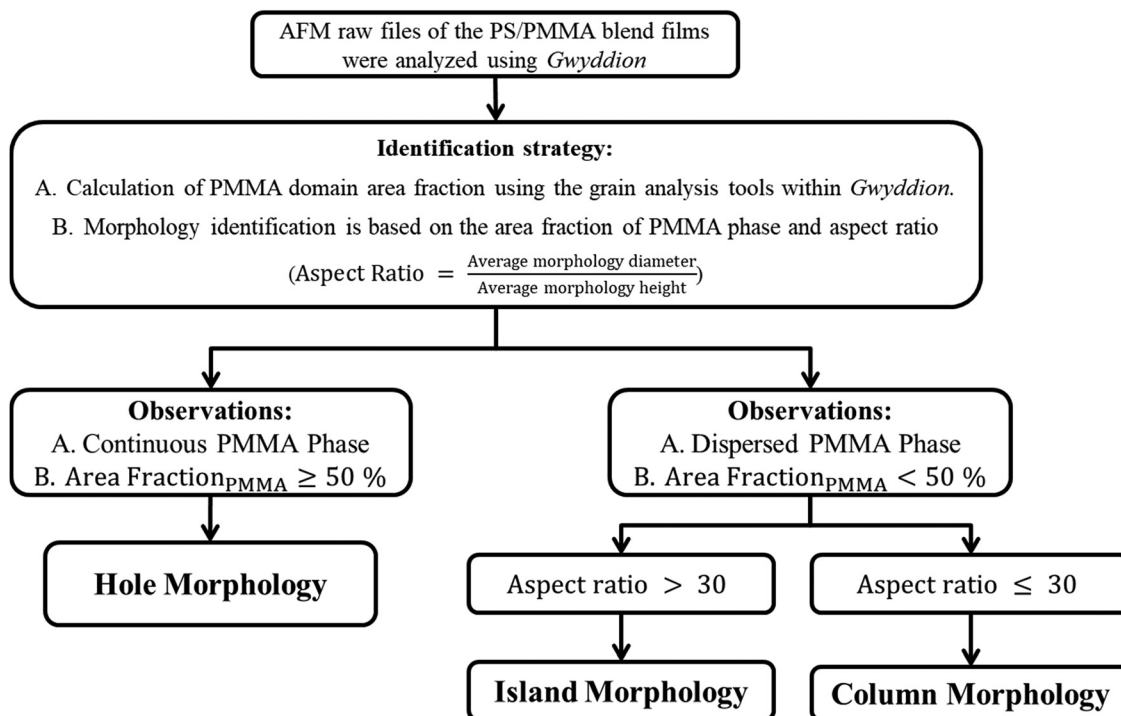 AFM raw files of the PS/PMMA blend films
were analyzed using Gwyddion
Identification strategy:
A. Calculation of PMMA domain area fraction using the grain analysis tools within Gwyddion.
B. Morphology identification is based on the area fraction of PMMA phase and aspect ratio
(Aspect Ratio = Average morphology diameter / Average morphology height)
Observations:
A. Continuous PMMA Phase
B. Area Fraction_PMMA ≥ 50 %
Hole Morphology
Observations:
A. Dispersed PMMA Phase
B. Area Fraction_PMMA < 50 %
Aspect ratio > 30
Island Morphology
Aspect ratio ≤ 30
Column Morphology